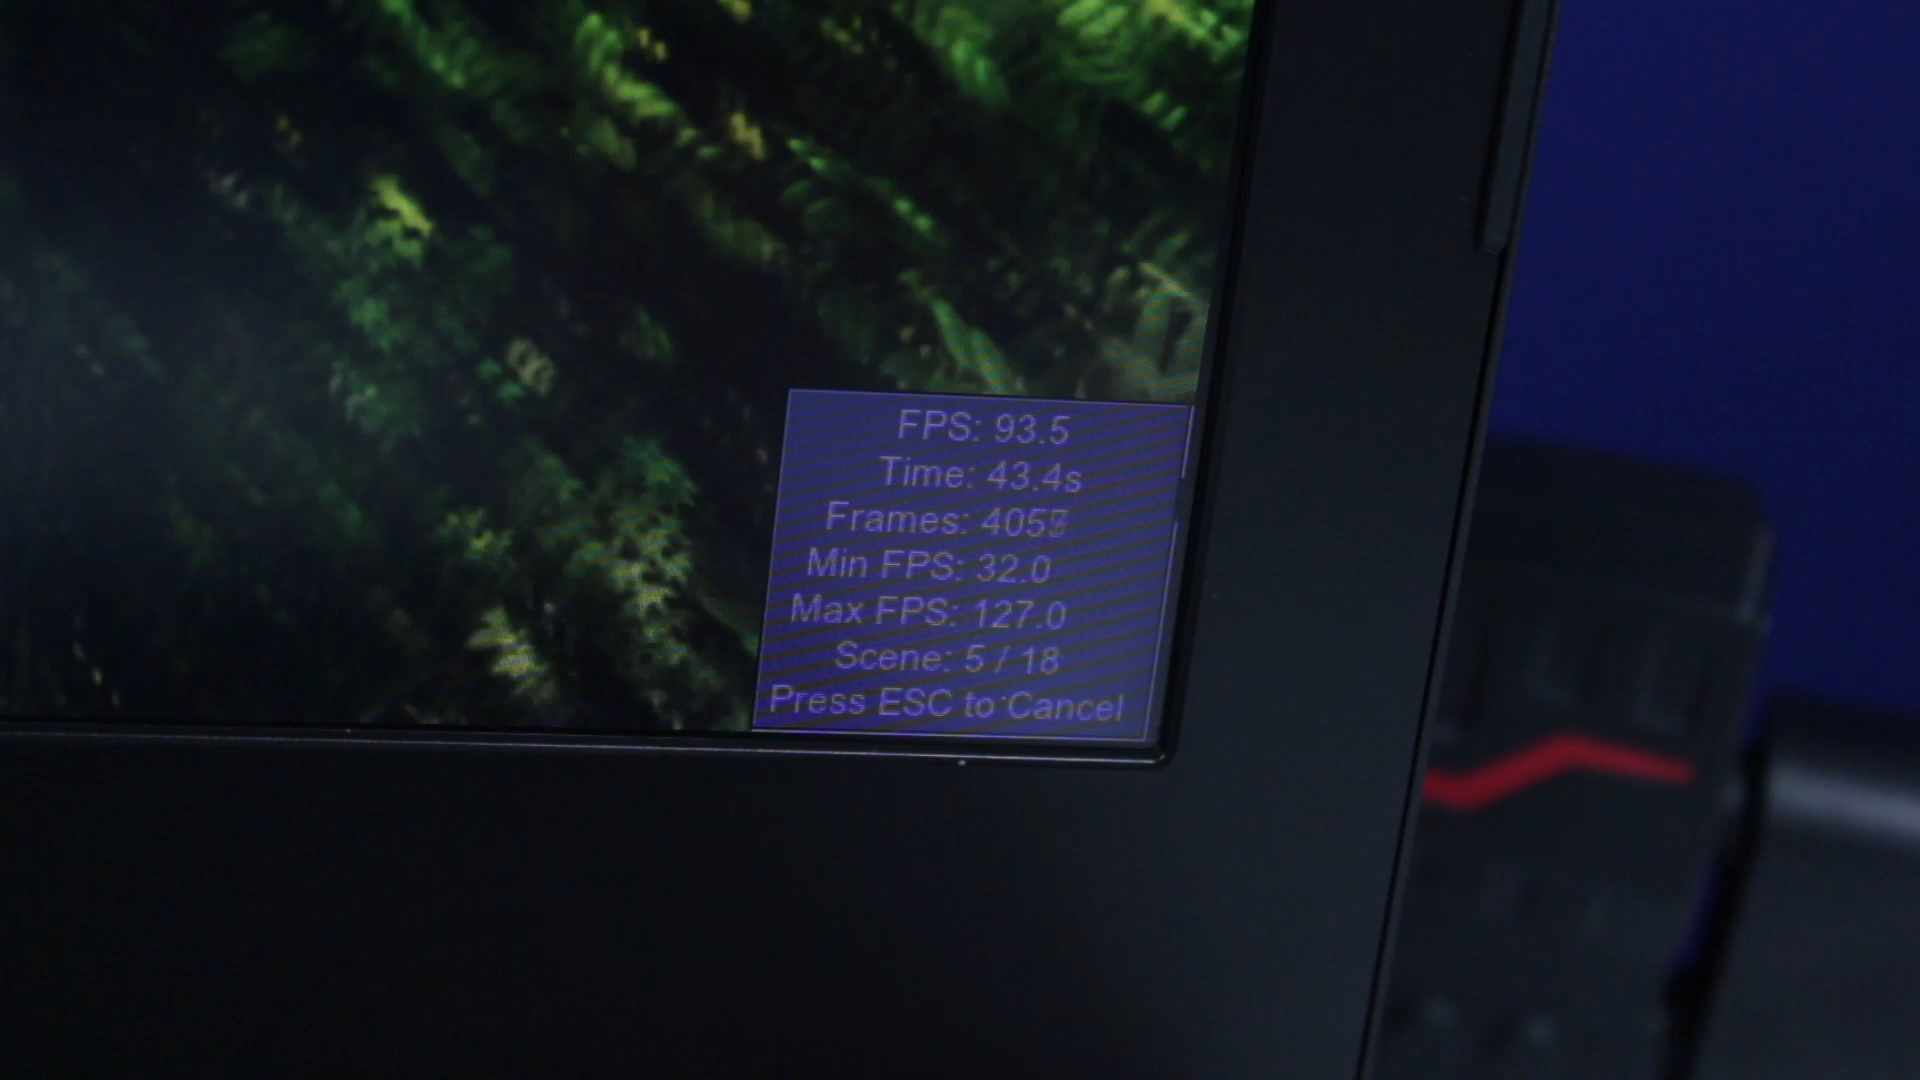 FPS: 93.5
Time: 43.4s
Frames: 4055
Min FPS: 32.0
Max FPS: 127.0
Scene: 5 / 18
Press ESC to Cancel